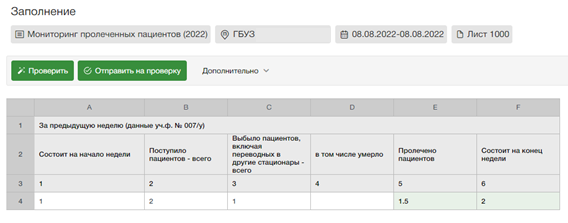 Заполнение
Мониторинг пролеченных пациентов (2022) ГБУЗ 08.08.2022-08.08.2022 Лист 1000
Проверить Отправить на проверку Дополнительно
A B C D E F
1 За предыдущую неделю (данные уч.ф. № 007/у)
2 Состоит на начало недели Поступило пациентов - всего Выбыло пациентов, включая переводных в другие стационары - всего в том числе умерло Пролечено пациентов Состоит на конец недели
3 1 2 3 4 5 6
4 1 2 1 1.5 2